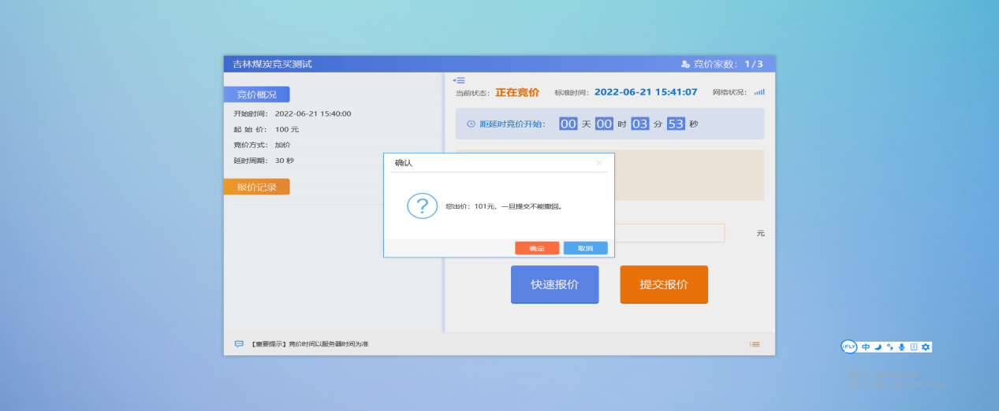 吉林煤炭竞买测试
竞价家数： 1/3
竞价概况
开始时间： 2022-06-21 15:40:00
起 始 价： 100 元
竞价方式： 加价
延时周期： 30 秒
报价记录
当前状态： 正在竞价 标准时间： 2022-06-21 15:41:07 网络状况：
距延时竞价开始： 00 天 00 时 03 分 53 秒
确认
您出价：101元，一旦提交不能撤回。
确定 取消
元
快速报价 提交报价
【重要提示】竞价时间以服务器时间为准
iFLY 中